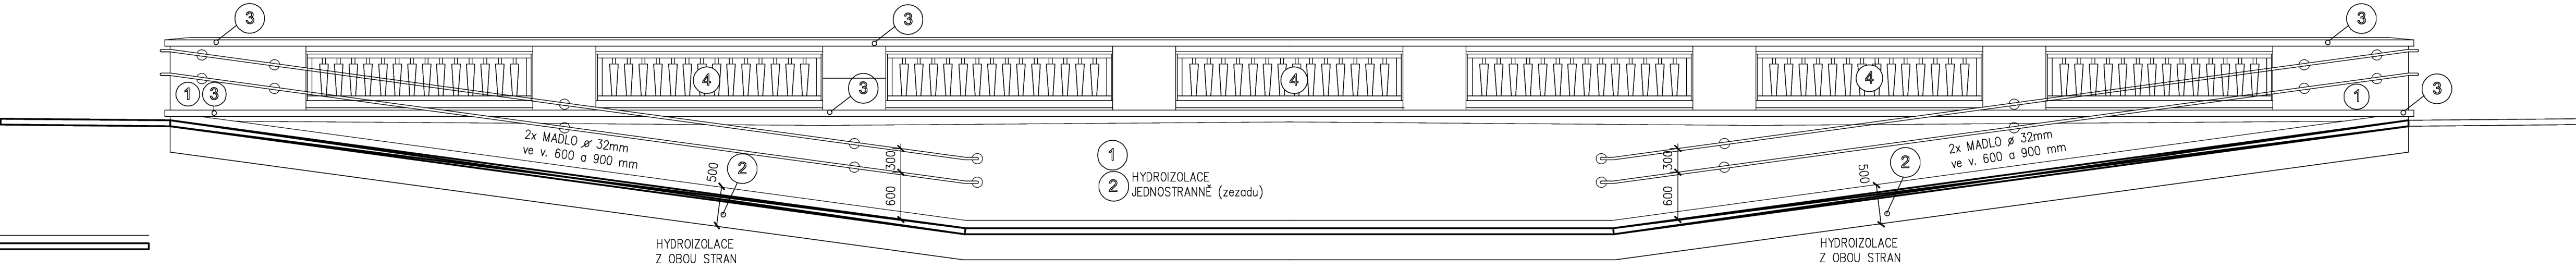 3
3
3
4
4
4
3
1
3
1
3
2x MADLO ø 32mm
ve v. 600 a 900 mm
500
2
300
600
1
2
HYDROIZOLACE
JEDNOSTRANNĚ (zezadu)
300
600
2x MADLO ø 32mm
ve v. 600 a 900 mm
500
2
HYDROIZOLACE
Z OBOU STRAN
HYDROIZOLACE
Z OBOU STRAN